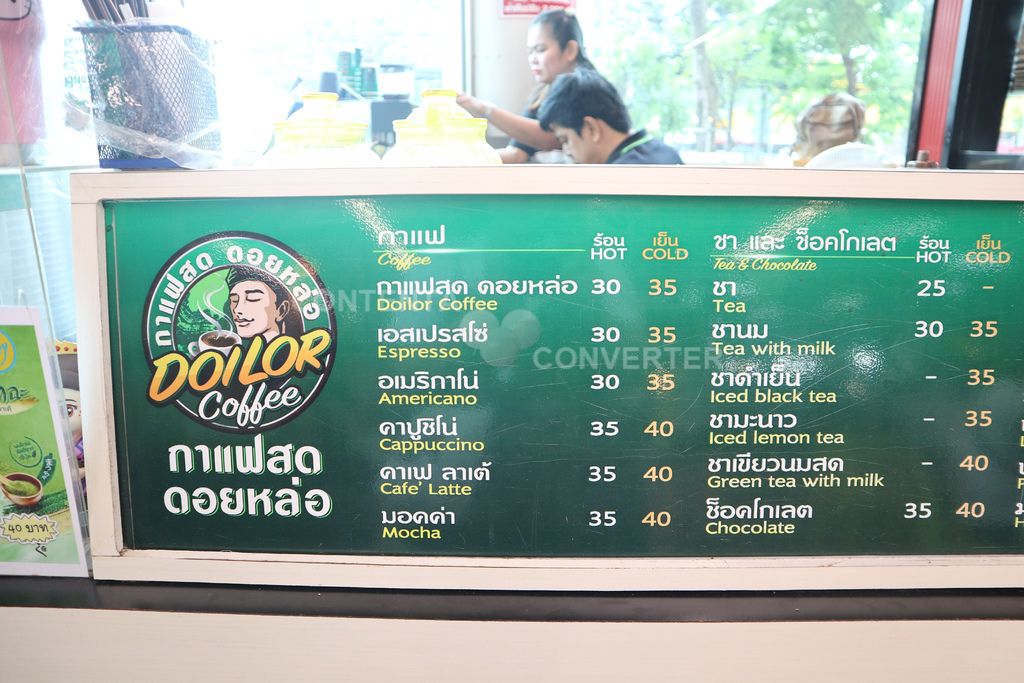 กาแฟสด ดอยหล่อ
DOILOR
Coffee
กาแฟสด
ดอยหล่อ
กาแฟ ร้อน เย็น
Coffee HOT COLD
กาแฟสด ดอยหล่อ 30 35
Doilor Coffee
เอสเปรสโซ่ 30 35
Espresso
อเมริกาโน่ 30 35
Americano
คาปูชิโน่ 35 40
Cappuccino
คาเฟ ลาเต้ 35 40
Cafe' Latte
มอคค่า 35 40
Mocha
ชา และ ช็อคโกเลต ร้อน เย็น
Tea & Chocolate HOT COLD
ชา 25 -
Tea
ชานม 30 35
Tea with milk
ชาดำเย็น - 35
Iced black tea
ชามะนาว - 35
Iced lemon tea
ชาเขียวนมสด - 40
Green tea with milk
ช็อคโกเลต 35 40
Chocolate
40 บาท
CONVERTER